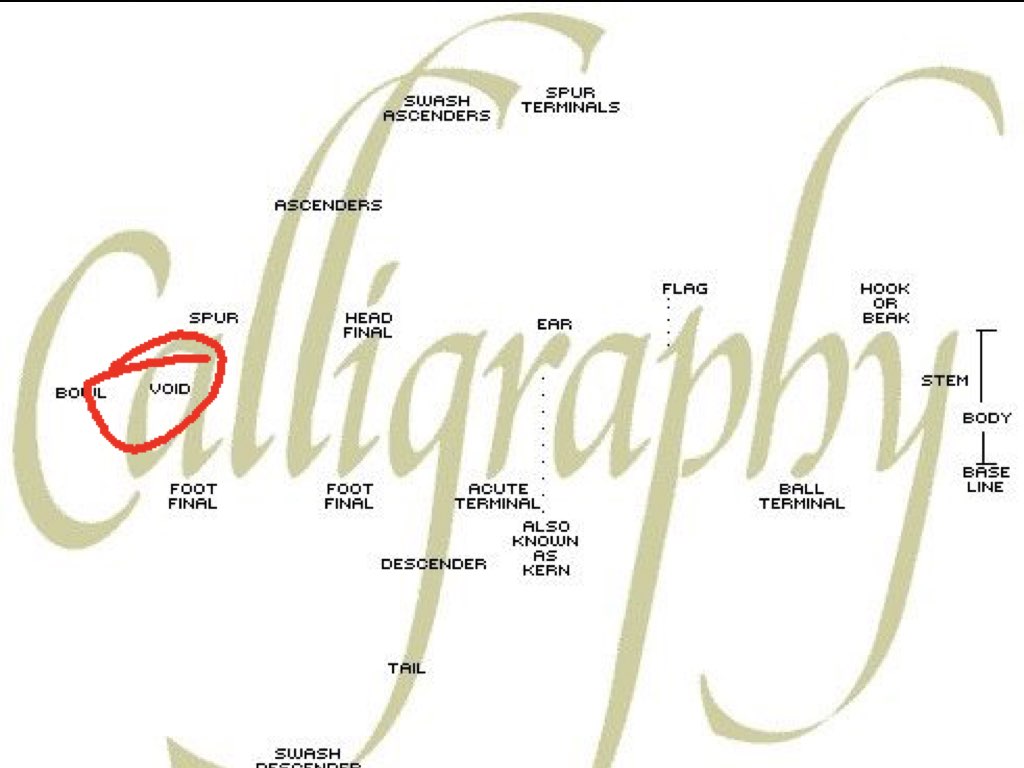 Calligraphy
SWASH
ASCENDERS
SPUR
TERMINALS
ASCENDERS
SPUR
HEAD
FINAL
EAR
FLAG
HOOK
OR
BEAK
BOWL
VOID
STEM
BODY
BASE
LINE
FOOT
FINAL
FOOT
FINAL
ACUTE
TERMINAL
BALL
TERMINAL
ALSO
KNOWN
AS
KERN
DESCENDER
TAIL
SWASH
DESCENDER